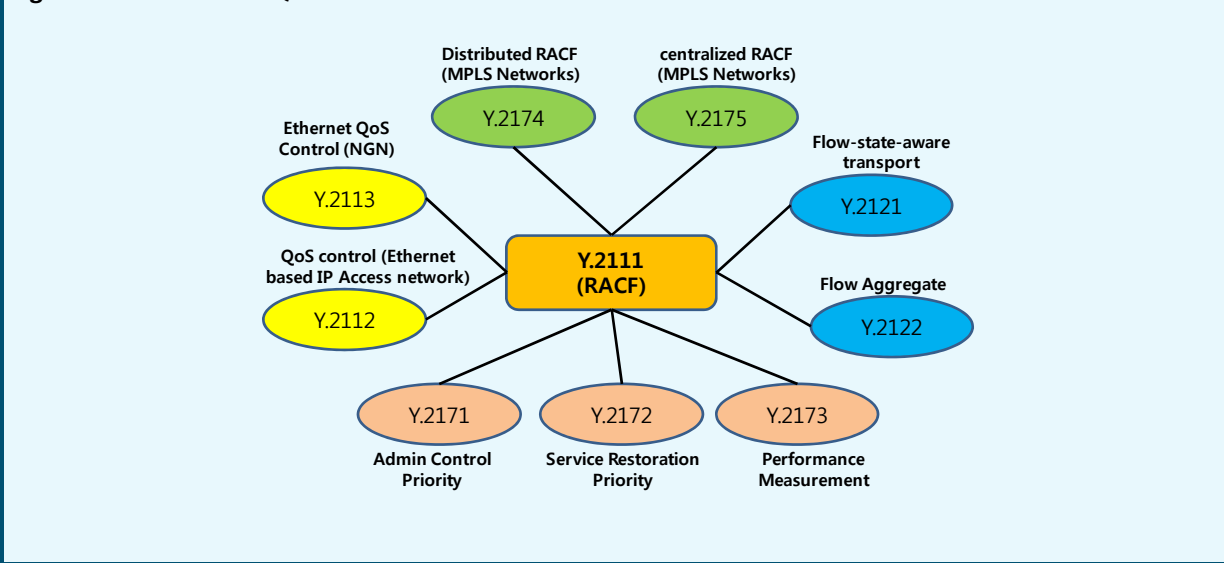 Distributed RACF
(MPLS Networks)
centralized RACF
(MPLS Networks)
Y.2174
Y.2175
Ethernet QoS
Control (NGN)
Y.2113
Flow-state-aware
transport
Y.2121
QoS control (Ethernet
based IP Access network)
Y.2112
Y.2111
(RACF)
Flow Aggregate
Y.2122
Y.2171
Y.2172
Y.2173
Admin Control
Priority
Service Restoration
Priority
Performance
Measurement